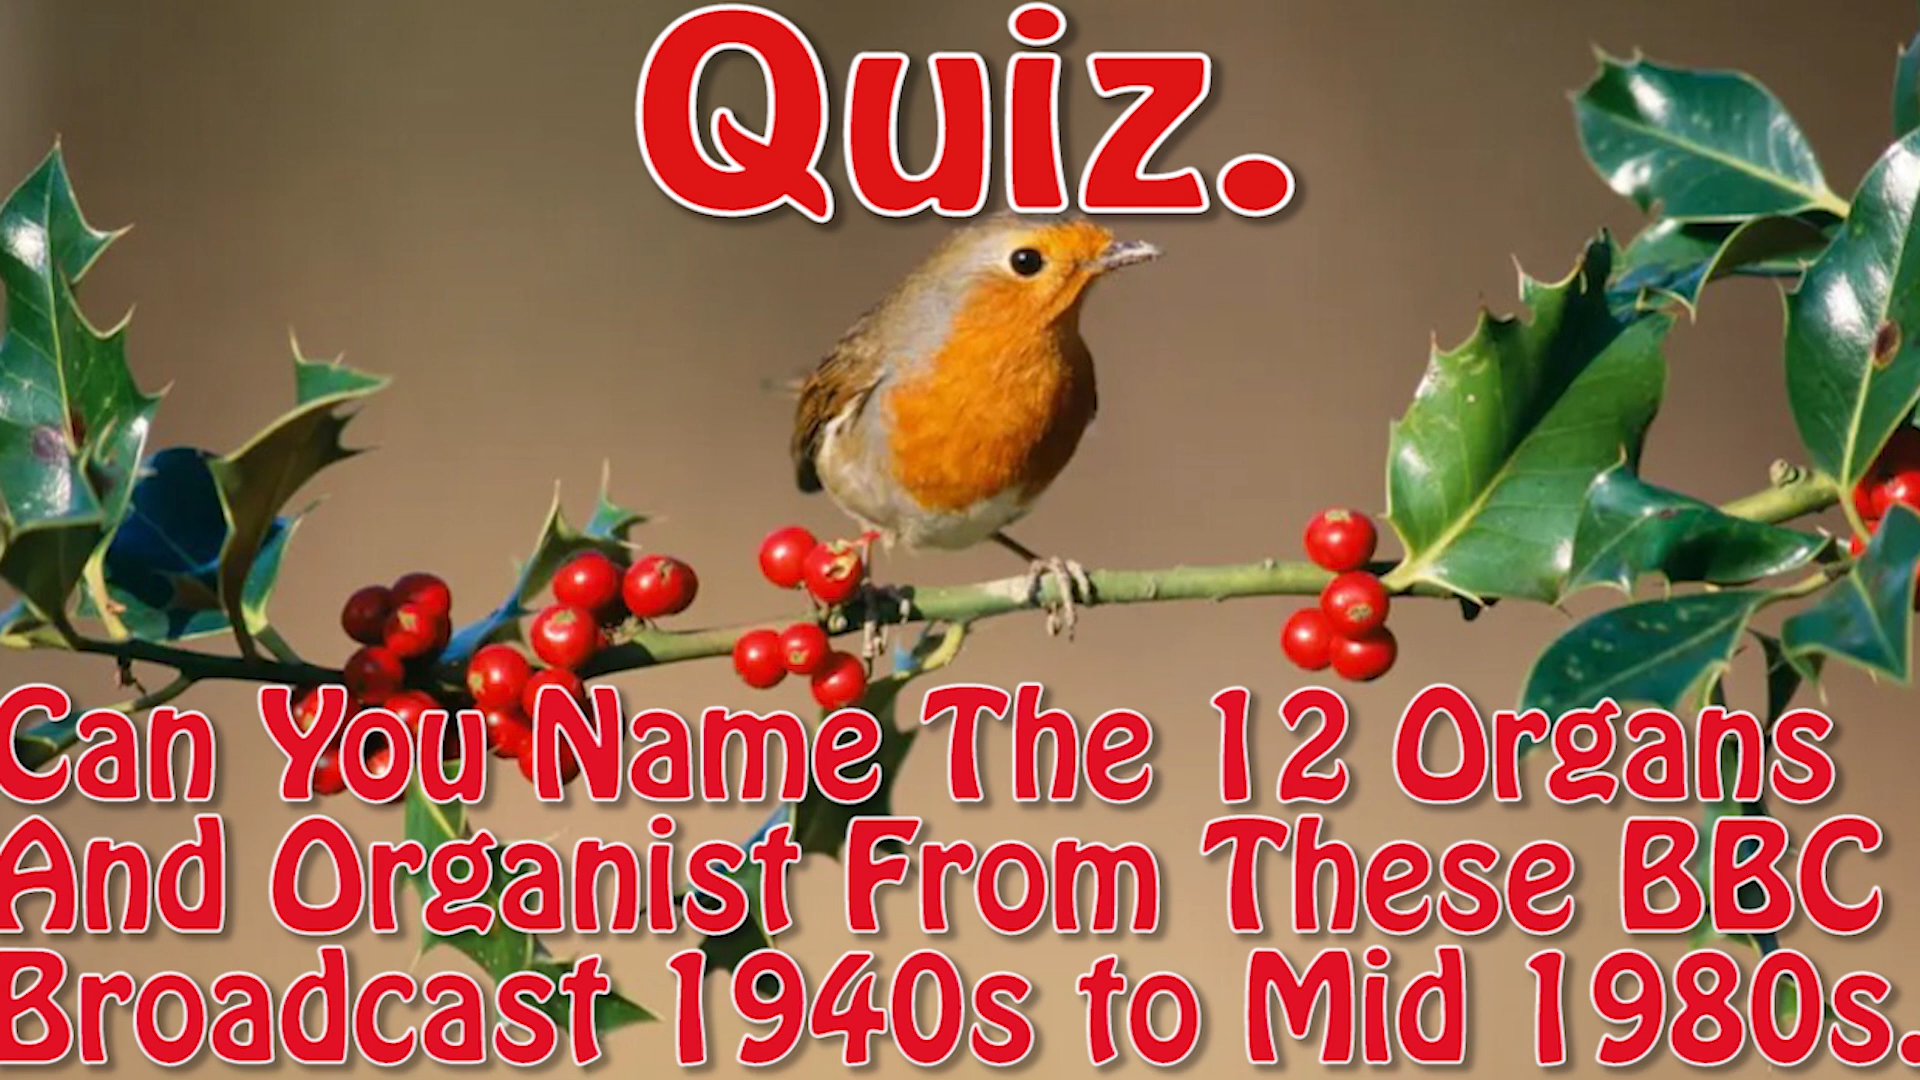 Quiz.
Can You Name The 12 Organs
And Organist From These BBC
Broadcast 1940s to Mid 1980s.